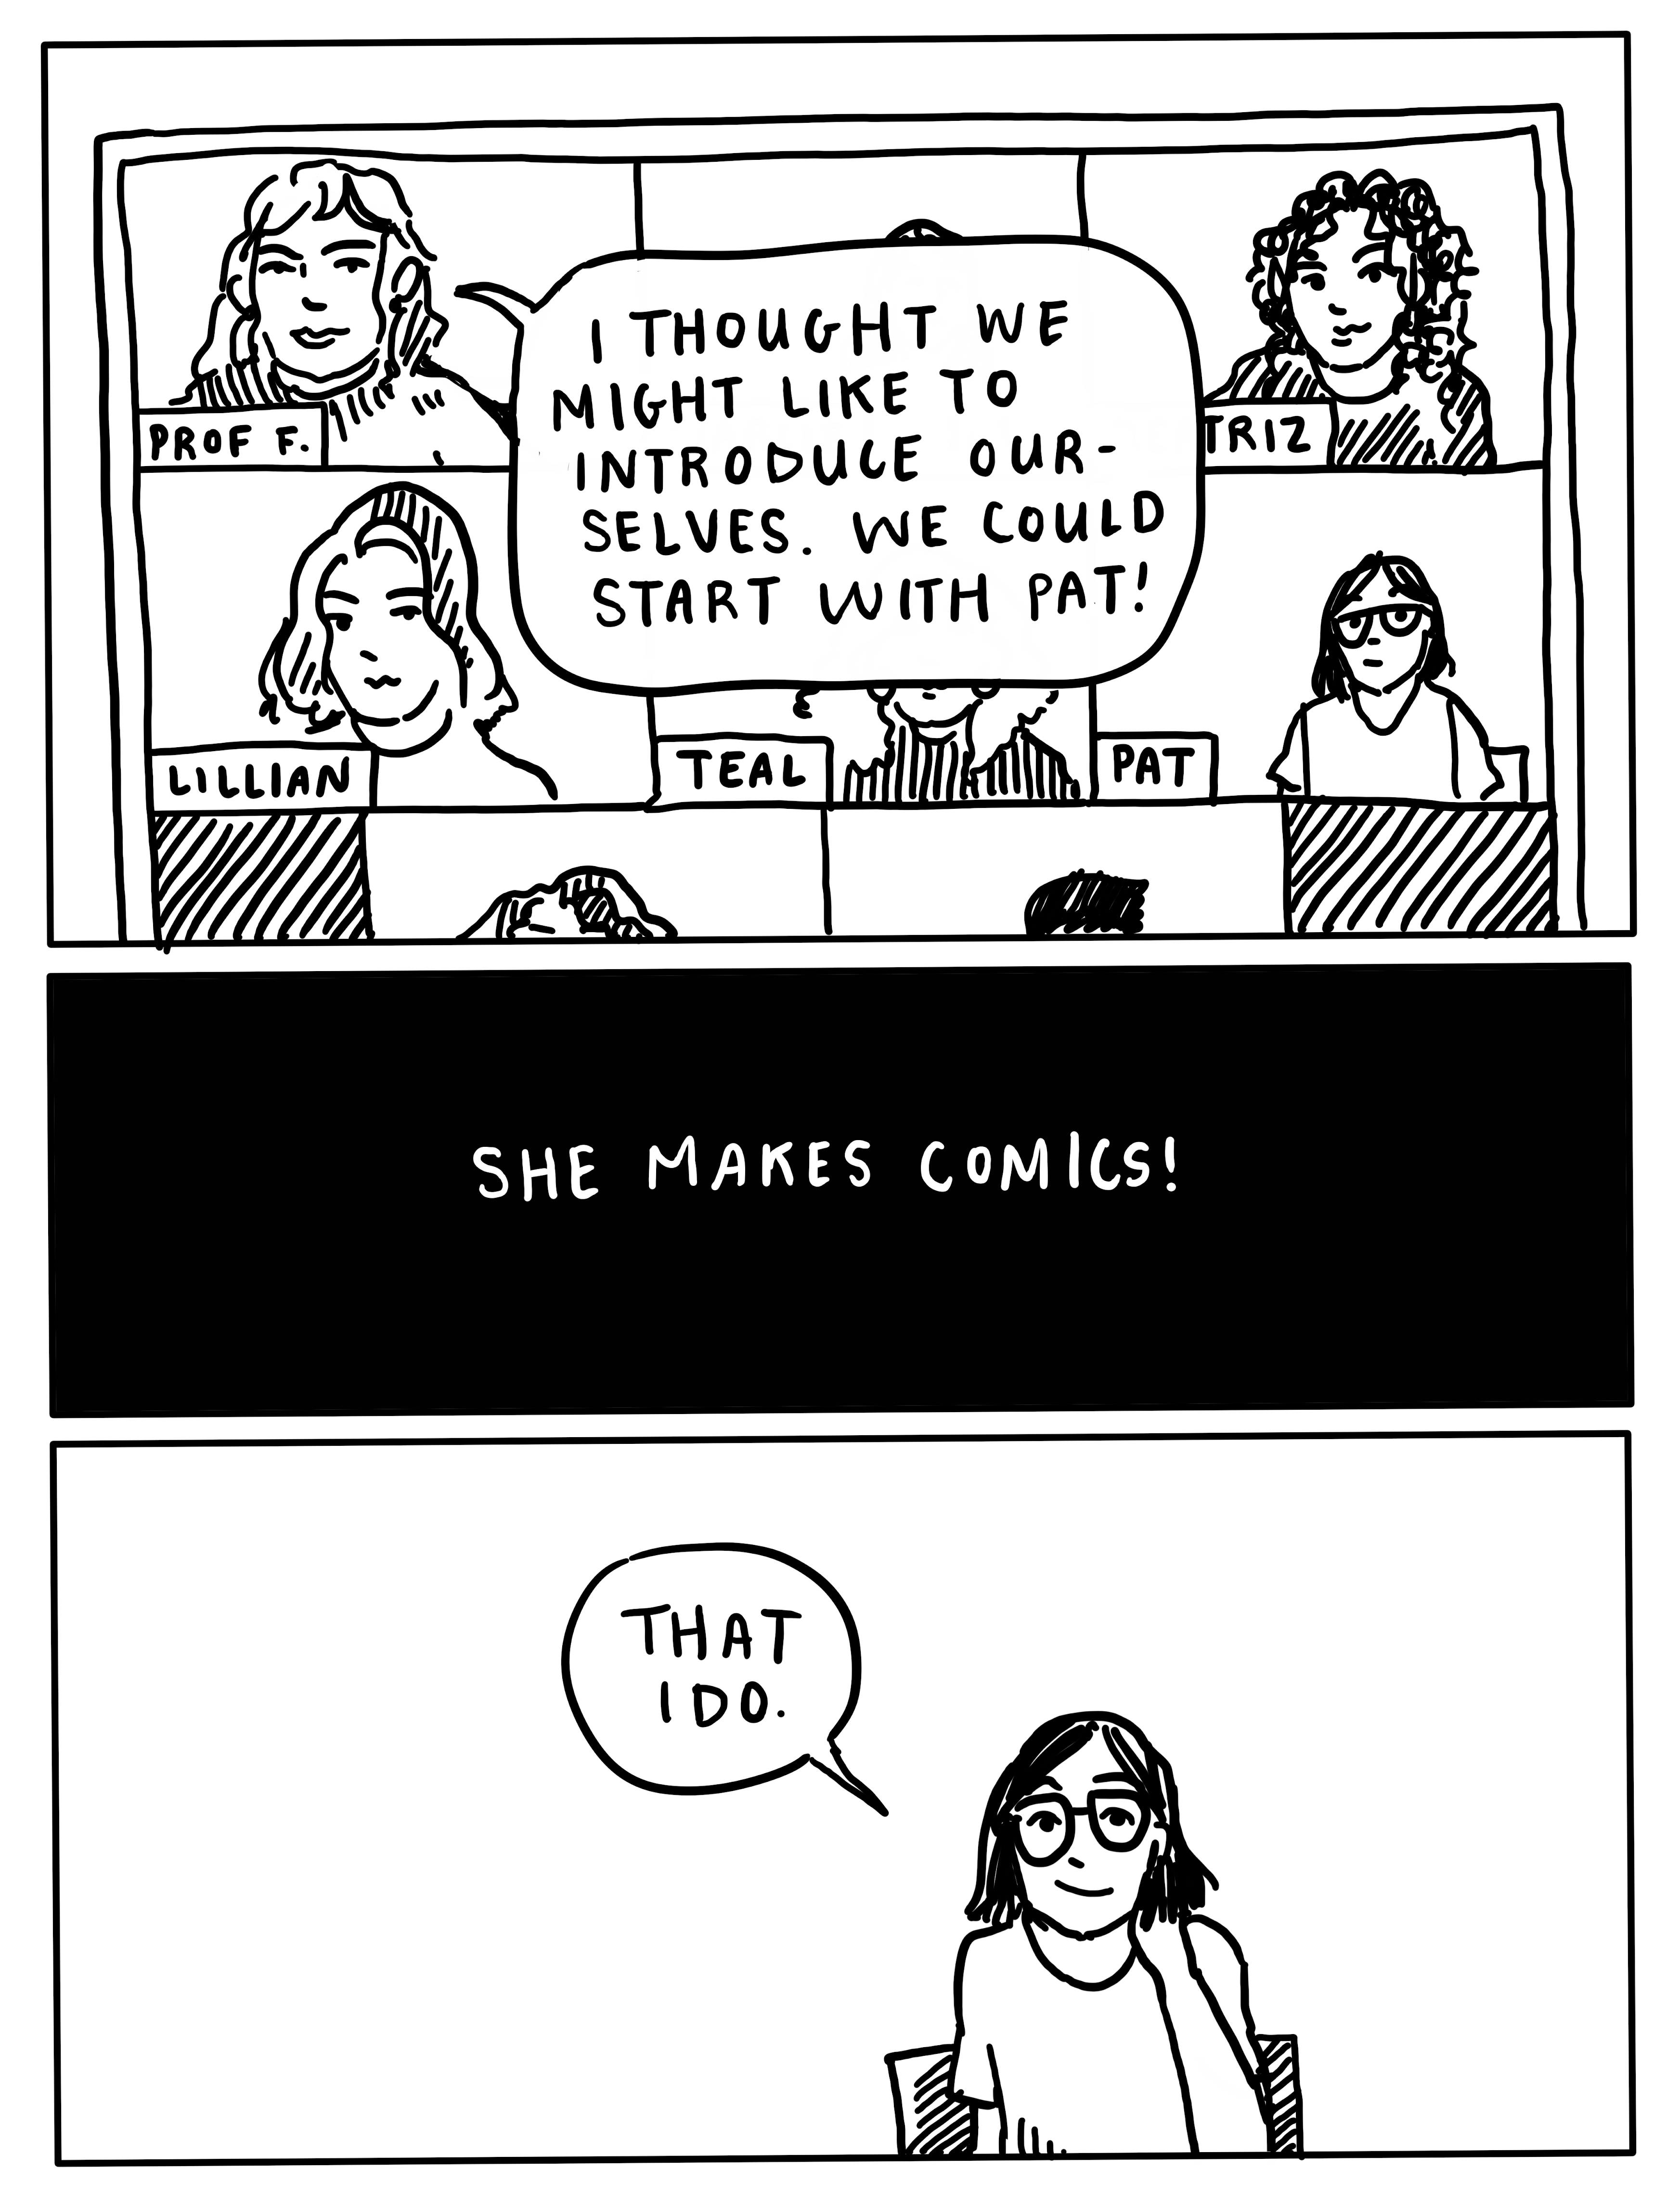 I THOUGHT WE
MIGHT LIKE TO
INTRODUCE OUR-
SELVES. WE COULD
START WITH PAT!
PROF F.
TRIZ
LILLIAN
TEAL
PAT
SHE MAKES COMICS!
THAT
I DO.